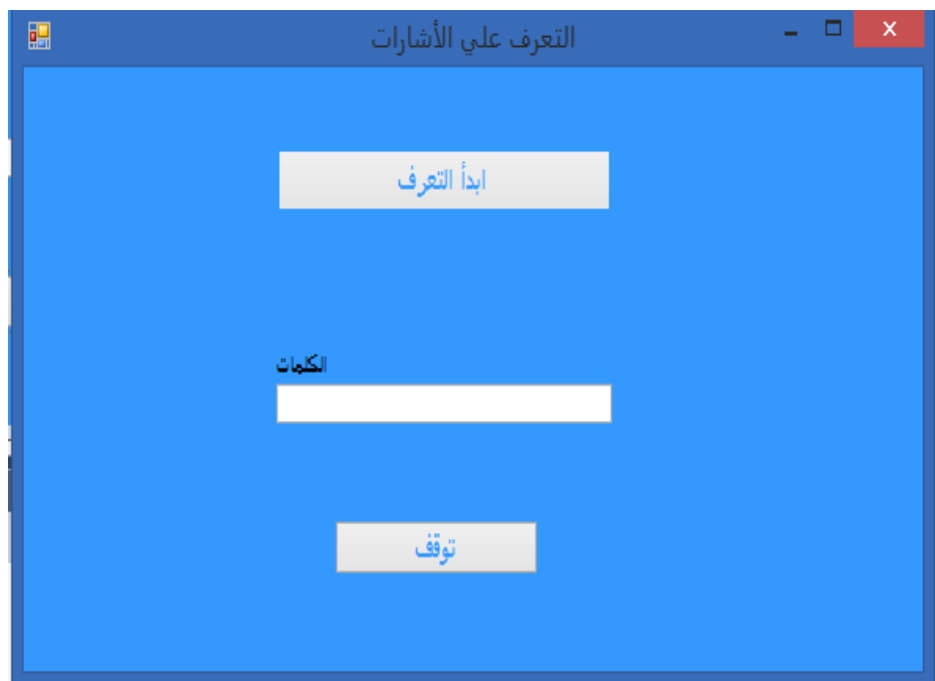 التعرف علي الأشارات
ابدأ التعرف
الكلمات
توقف